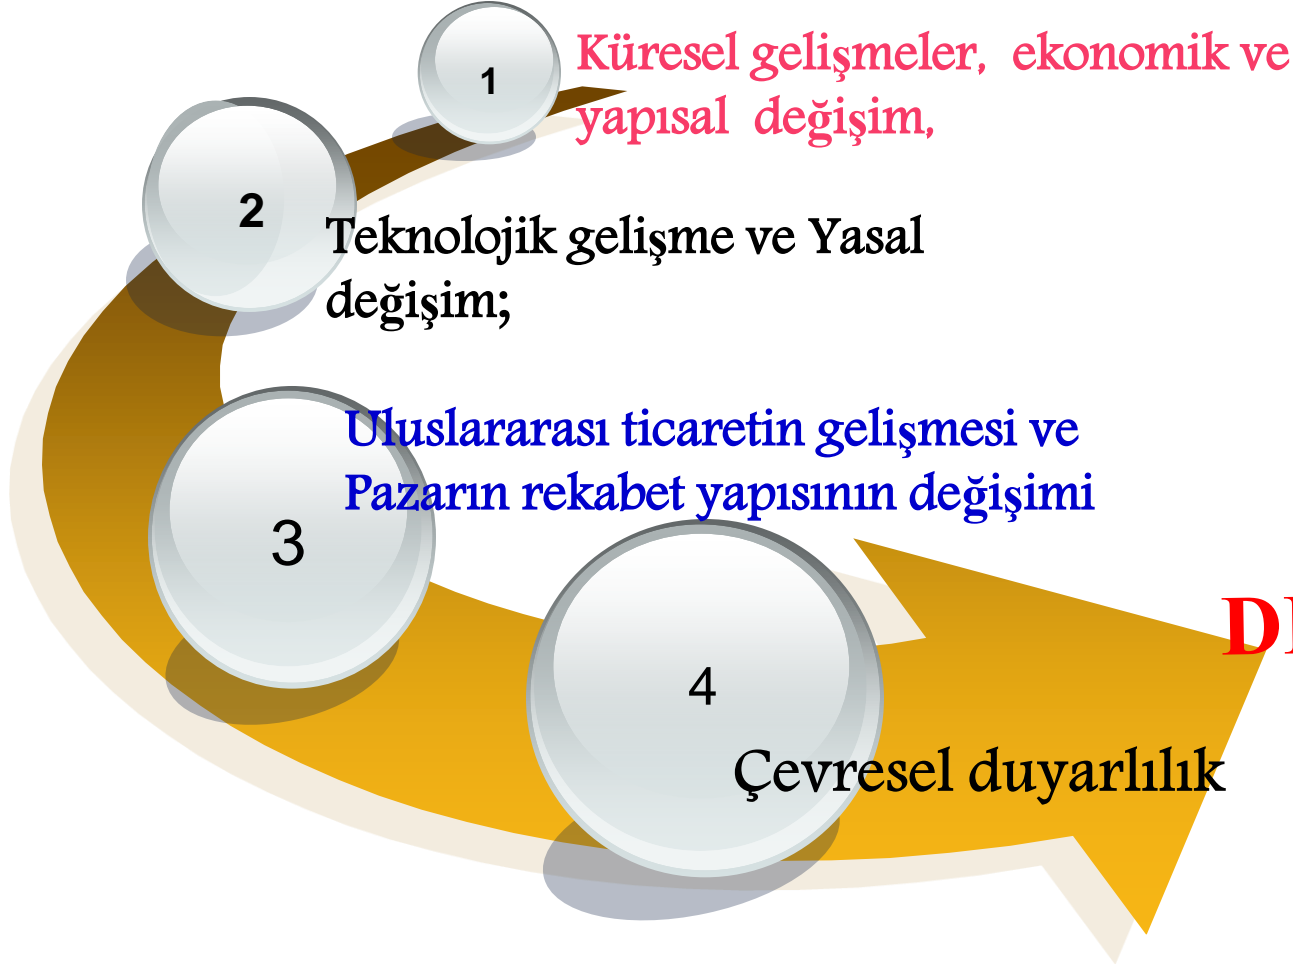 1
Küresel gelişmeler, ekonomik ve
yapısal değişim,
2
Teknolojik gelişme ve Yasal
değişim;
Uluslararası ticaretin gelişmesi ve
Pazarın rekabet yapısının değişimi
3
4
Çevresel duyarlılık